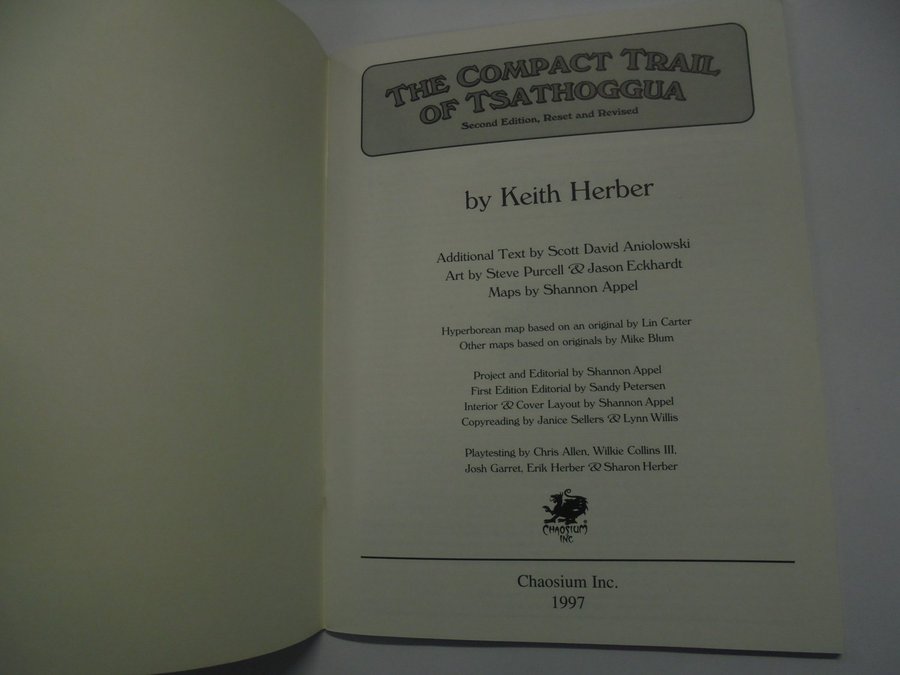 THE COMPACT TRAIL
OF TSATHOGGUA
Second Edition, Reset and Revised
by Keith Herber
Additional Text by Scott David Aniolowski
Art by Steve Purcell & Jason Eckhardt
Maps by Shannon Appel
Hyperborean map based on an original by Lin Carter
Other maps based on originals by Mike Blum
Project and Editorial by Shannon Appel
First Edition Editorial by Sandy Petersen
Interior & Cover Layout by Shannon Appel
Copyreading by Janice Sellers & Lynn Willis
Playtesting by Chris Allen, Wilkie Collins III,
Josh Garret, Erik Herber & Sharon Herber
CHAOSIUM
INC
Chaosium Inc.
1997